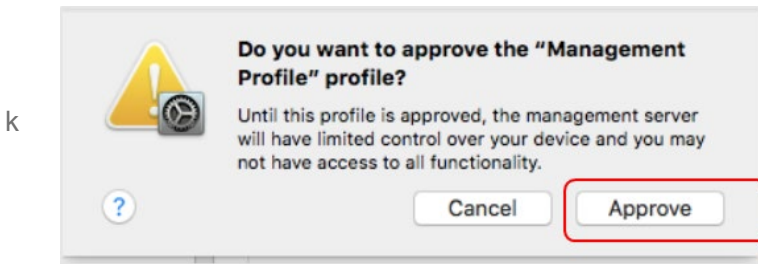 Do you want to approve the “Management
Profile” profile?
k
Until this profile is approved, the management server
will have limited control over your device and you may
not have access to all functionality.
?
Cancel
Approve